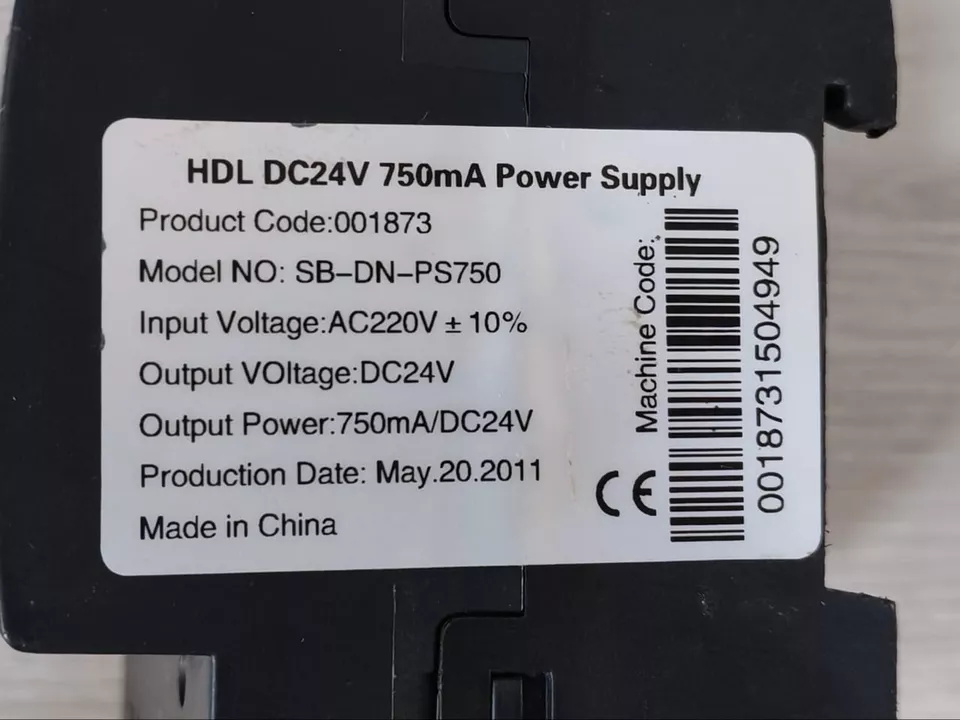 HDL DC24V 750mA Power Supply
Product Code:001873
Model NO: SB-DN-PS750
Input Voltage:AC220V ± 10%
Output VOltage:DC24V
Output Power:750mA/DC24V
Production Date: May.20.2011
Made in China
Machine Code:
0018731504949
CE